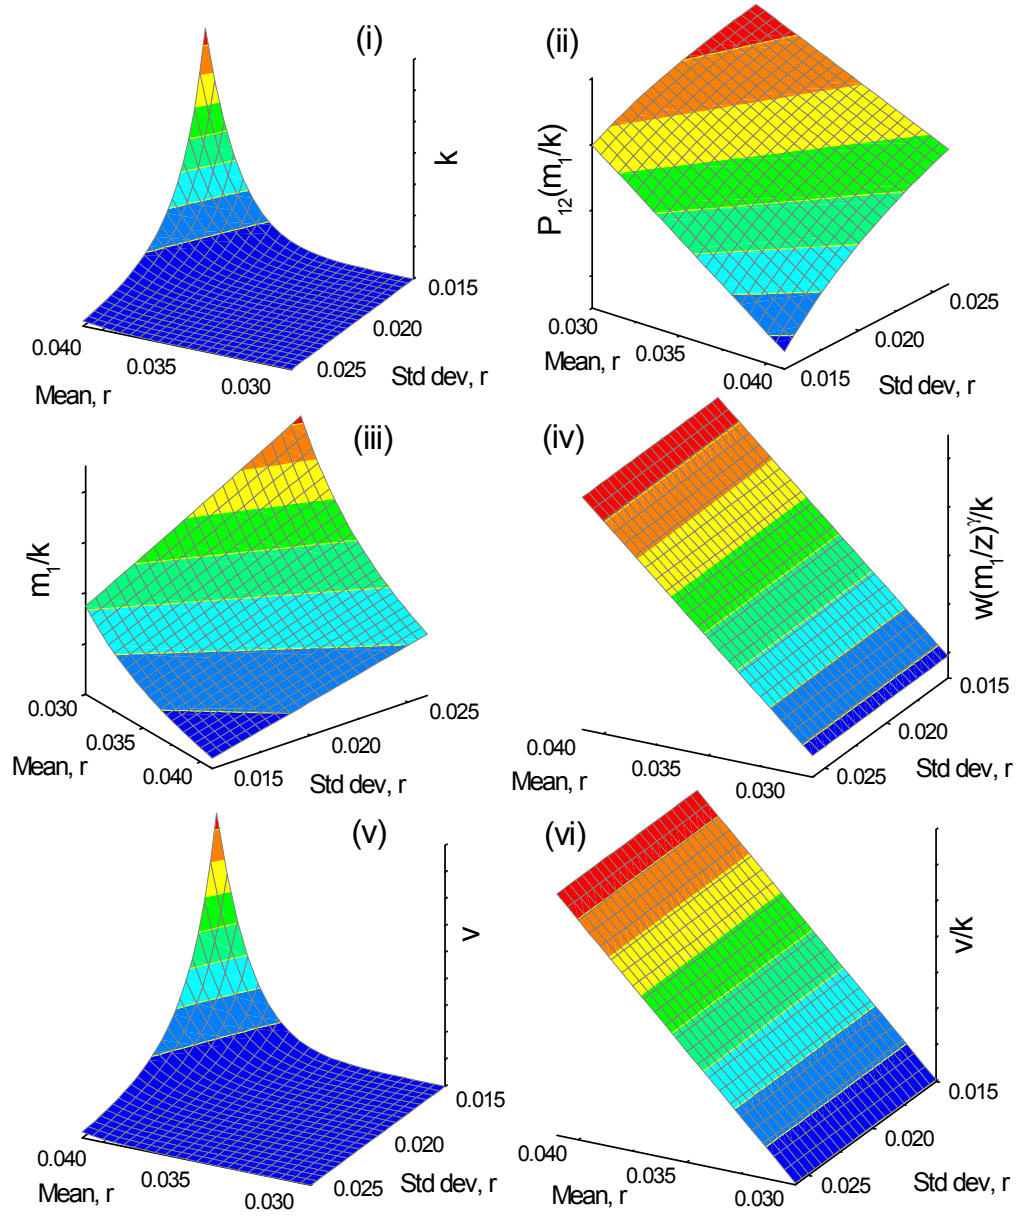 (i)
k
0.015
0.020
0.025
Std dev, r
0.040
0.035
0.030
Mean, r
(ii)
P₁₂(m₁/k)
0.030
0.035
0.040
Mean, r
0.015
0.020
0.025
Std dev, r
(iii)
m₁/k
0.030
0.035
0.040
Mean, r
0.015
0.020
0.025
Std dev, r
(iv)
w(m₁/z)ᵞ/k
0.015
0.020
0.025
Std dev, r
0.040
0.035
0.030
Mean, r
(v)
v
0.015
0.020
0.025
Std dev, r
0.040
0.035
0.030
Mean, r
(vi)
v/k
0.015
0.020
0.025
Std dev, r
0.040
0.035
0.030
Mean, r